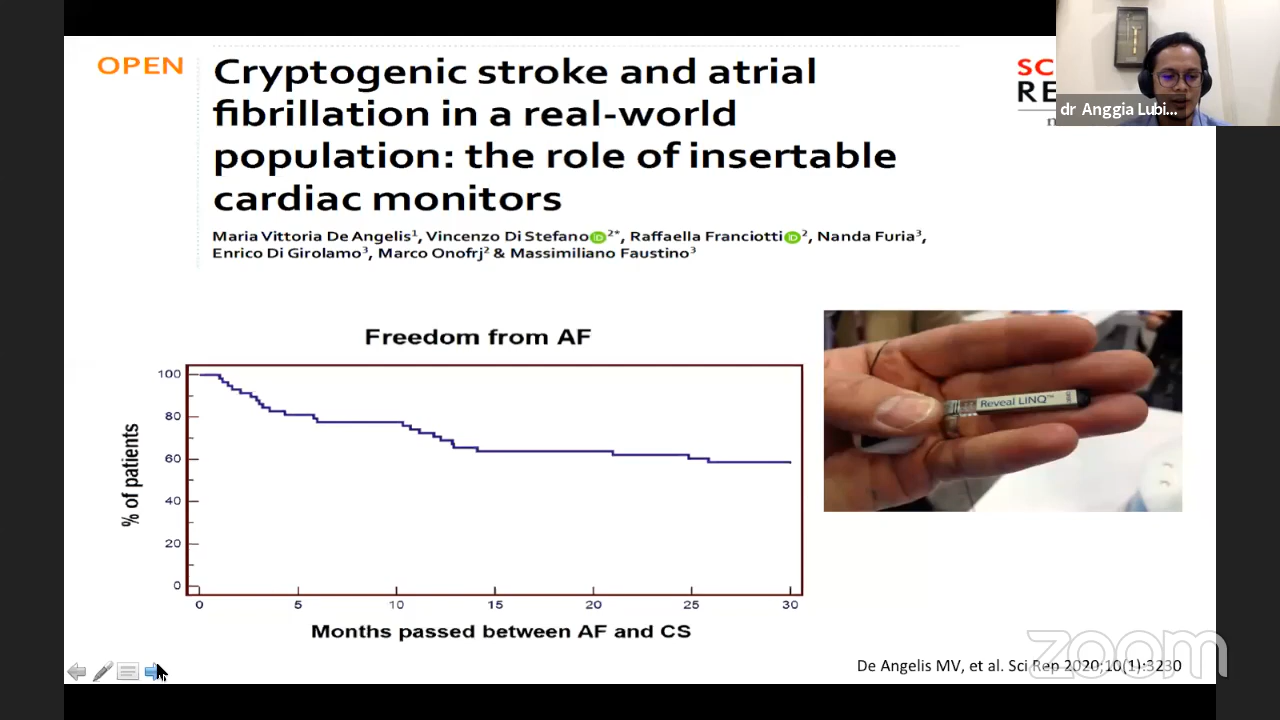 OPEN
Cryptogenic stroke and atrial
fibrillation in a real-world
population: the role of insertable
cardiac monitors
Maria Vittoria De Angelis¹, Vincenzo Di Stefano²*, Raffaella Franciotti², Nanda Furia³,
Enrico Di Girolamo³, Marco Onofrj² & Massimiliano Faustino³
SC
RE
dr Anggia Lubi...
Freedom from AF
% of patients
100
80
60
40
20
0
0 5 10 15 20 25 30
Months passed between AF and CS
Reveal LINQ™
De Angelis MV, et al. Sci Rep 2020;10(1):3230
zoom